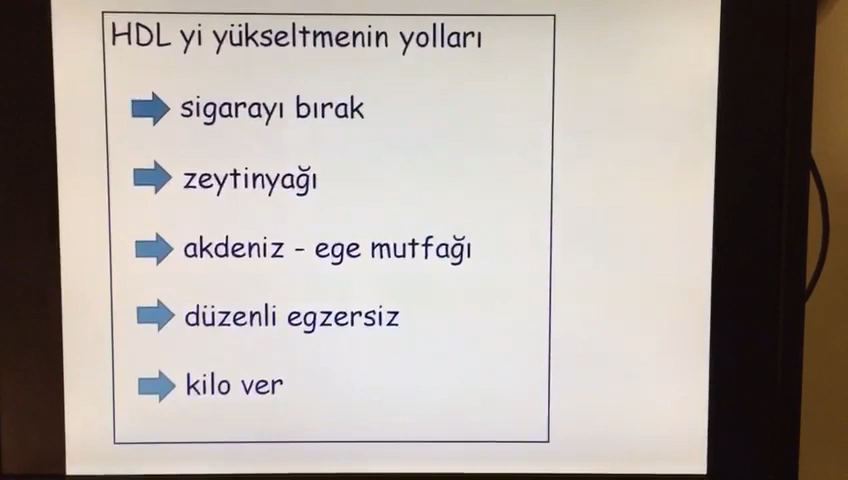 HDL yi yükseltmenin yolları
sigarayı bırak
zeytinyağı
akdeniz - ege mutfağı
düzenli egzersiz
kilo ver